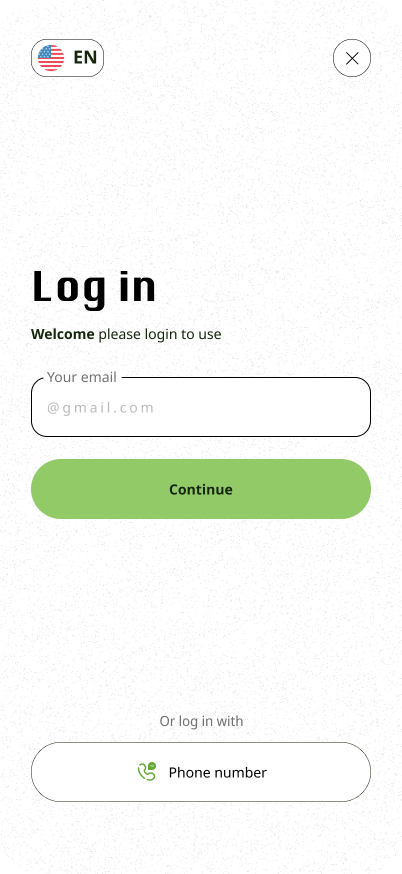 EN
Log in
Welcome please login to use
Your email
@gmail.com
Continue
Or log in with
Phone number